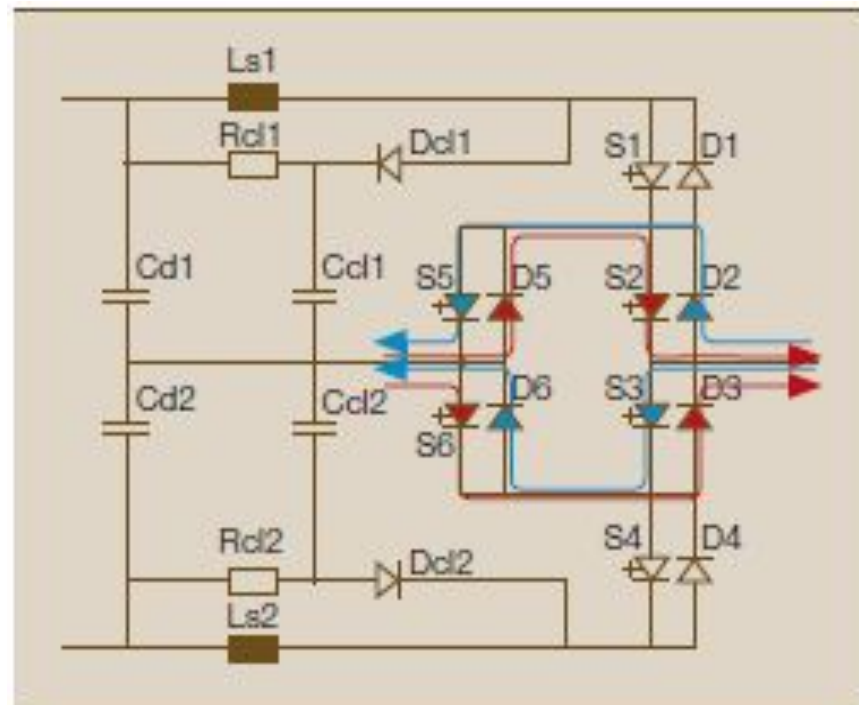 Ls1
Rcl1 Dcl1
S1 D1
Cd1 Ccl1 S5 D5 S2 D2
Cd2 Ccl2 D6 S3 D3
S6
Rcl2 Dcl2 S4 D4
Ls2